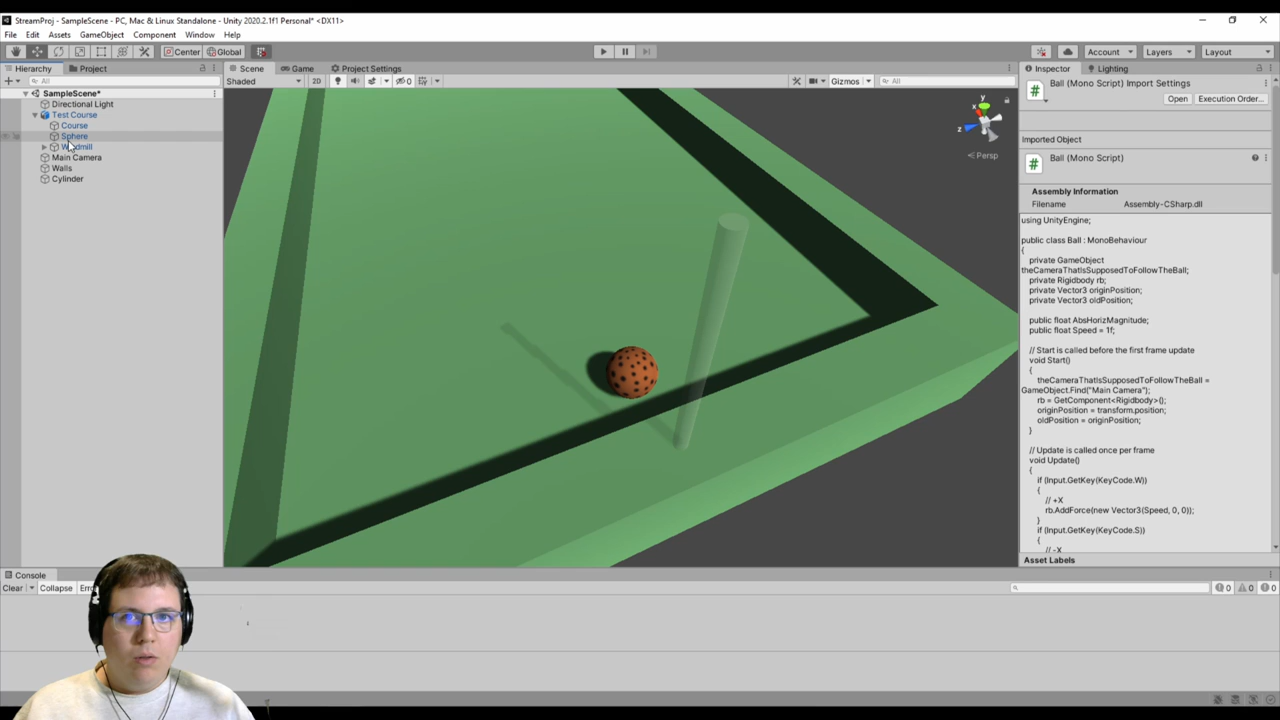 StreamProj - SampleScene - PC, Mac & Linux Standalone - Unity 2020.2.1f1 Personal* <DX11>
File Edit Assets GameObject Component Window Help
Center Global Account Layers Layout
Hierarchy Project Scene Game Project Settings Inspector Lighting
All Shaded 2D 0 Gizmos All
SampleScene*
Directional Light
Test Course
Course
Sphere
Windmill
Main Camera
Walls
Cylinder
y
x
z
Persp
Ball (Mono Script) Import Settings
Open Execution Order...
Imported Object
Ball (Mono Script)
Assembly Information
Filename Assembly-CSharp.dll
using UnityEngine;
public class Ball : MonoBehaviour
{
private GameObject
theCameraThatIsSupposedToFollowTheBall;
private Rigidbody rb;
private Vector3 originPosition;
private Vector3 oldPosition;
public float AbsHorizMagnitude;
public float Speed = 1f;
// Start is called before the first frame update
void Start()
{
theCameraThatIsSupposedToFollowTheBall =
GameObject.Find("Main Camera");
rb = GetComponent<Rigidbody>();
originPosition = transform.position;
oldPosition = originPosition;
}
// Update is called once per frame
void Update()
{
if (Input.GetKey(KeyCode.W))
{
// +X
rb.AddForce(new Vector3(Speed, 0, 0));
}
if (Input.GetKey(KeyCode.S))
{
// -X
Asset Labels
Console
Clear Collapse 0 0 0